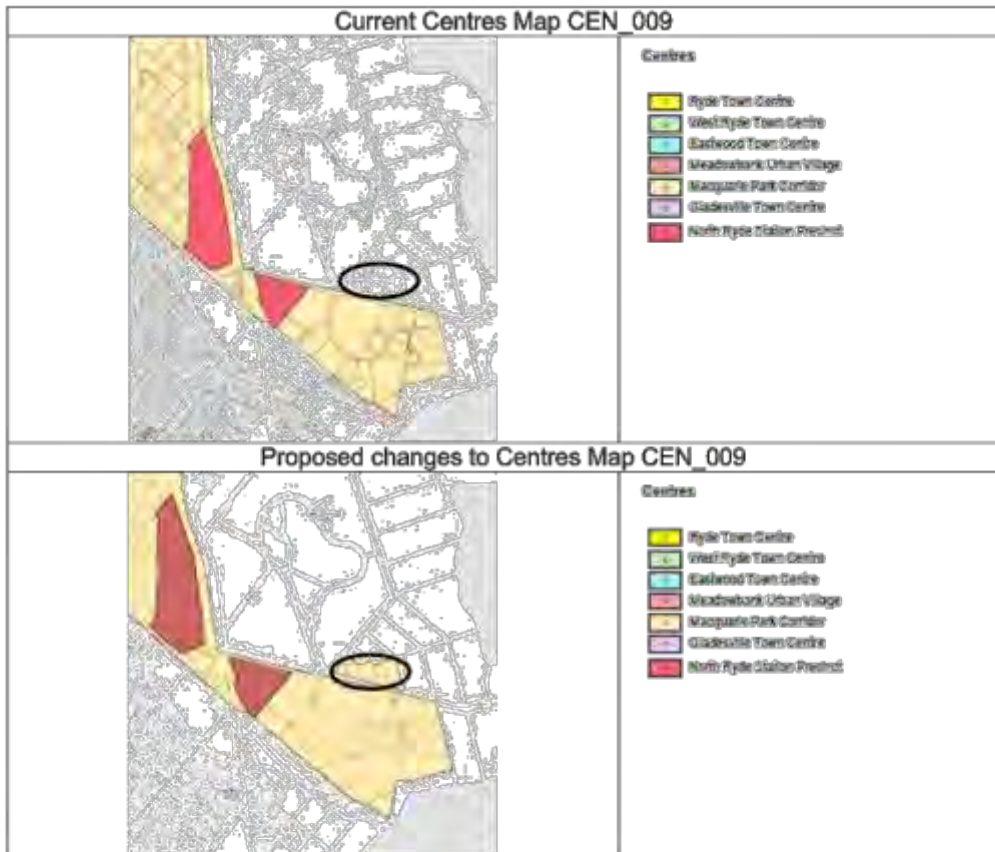 Current Centres Map CEN_009
Centres
Ryde Town Centre
West Ryde Town Centre
Eastwood Town Centre
Meadowbank Urban Village
Macquarie Park Corridor
Gladesville Town Centre
North Ryde Station Precinct
Proposed changes to Centres Map CEN_009
Centres
Ryde Town Centre
West Ryde Town Centre
Eastwood Town Centre
Meadowbank Urban Village
Macquarie Park Corridor
Gladesville Town Centre
North Ryde Station Precinct